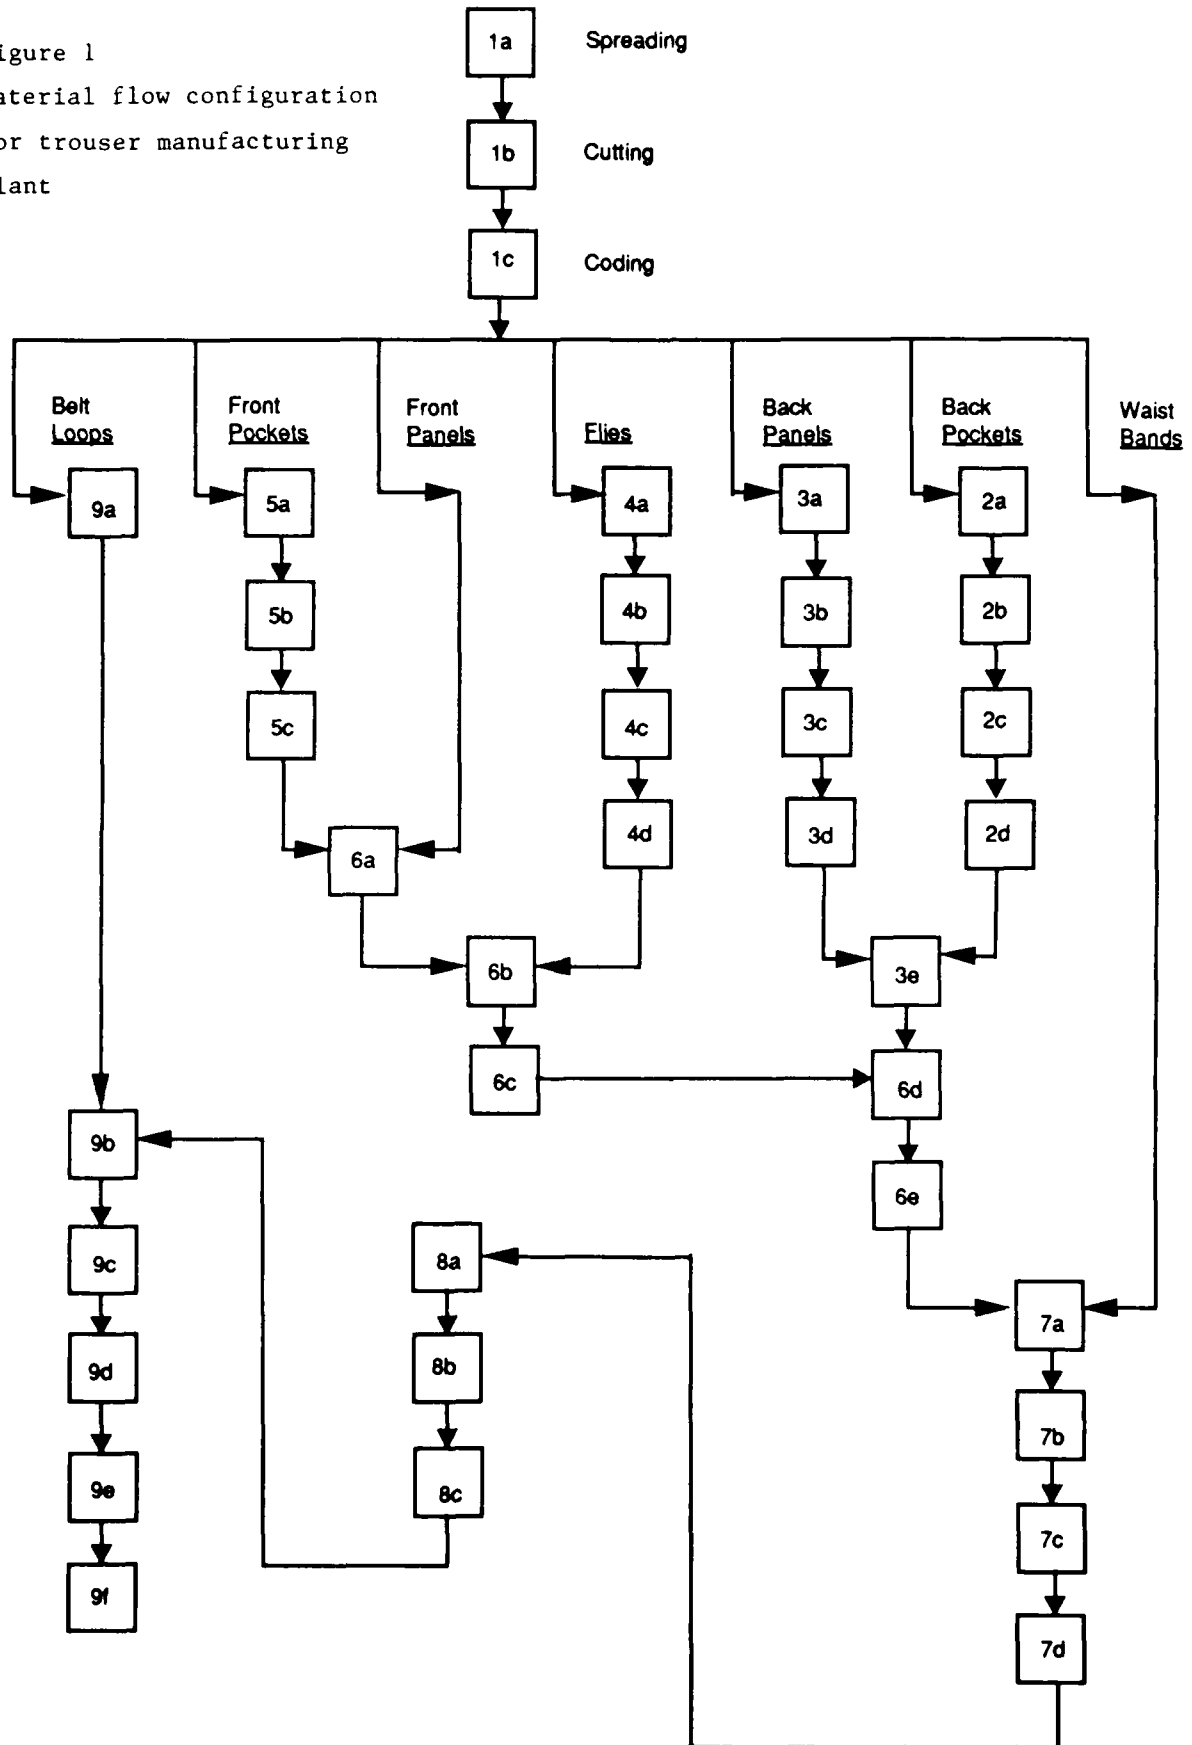 igure 1
aterial flow configuration
or trouser manufacturing
lant
1a Spreading
1b Cutting
1c Coding
Belt
Loops
Front
Pockets
Front
Panels
Flies
Back
Panels
Back
Pockets
Waist
Bands
9a 5a 4a 3a 2a
5b 4b 3b 2b
5c 4c 3c 2c
6a 4d 3d 2d
6b 3e
6c 6d
9b 6e
9c 8a 7a
9d 8b 7b
9e 8c 7c
9f 7d